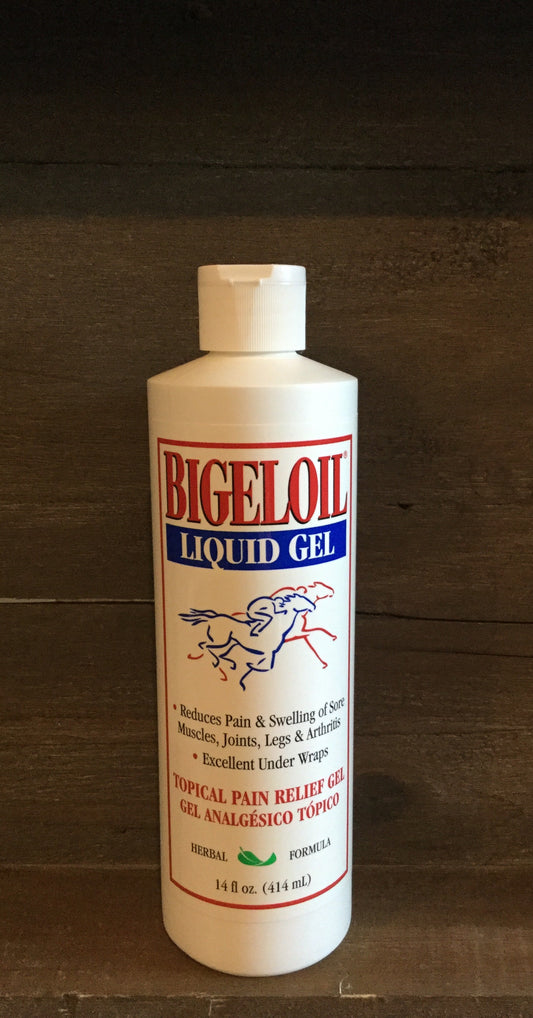 BIGELOIL®
LIQUID GEL
• Reduces Pain & Swelling of Sore
Muscles, Joints, Legs & Arthritis
• Excellent Under Wraps
TOPICAL PAIN RELIEF GEL
GEL ANALGÉSICO TÓPICO
HERBAL FORMULA
14 fl oz. (414 mL)